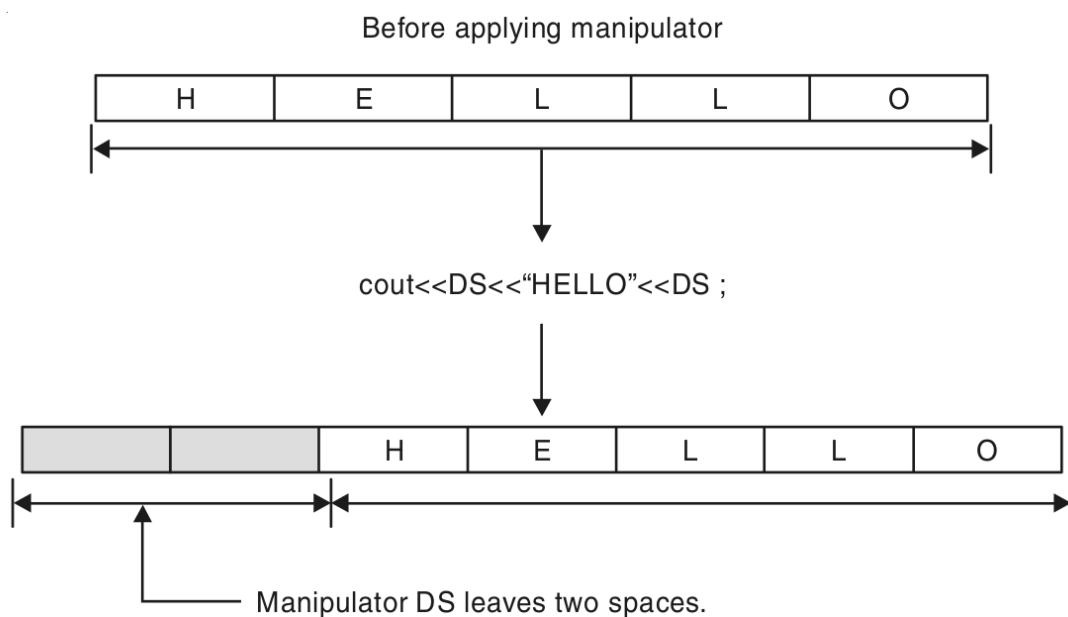 Before applying manipulator
H E L L O
cout<<DS<<“HELLO”<<DS ;
H E L L O
Manipulator DS leaves two spaces.